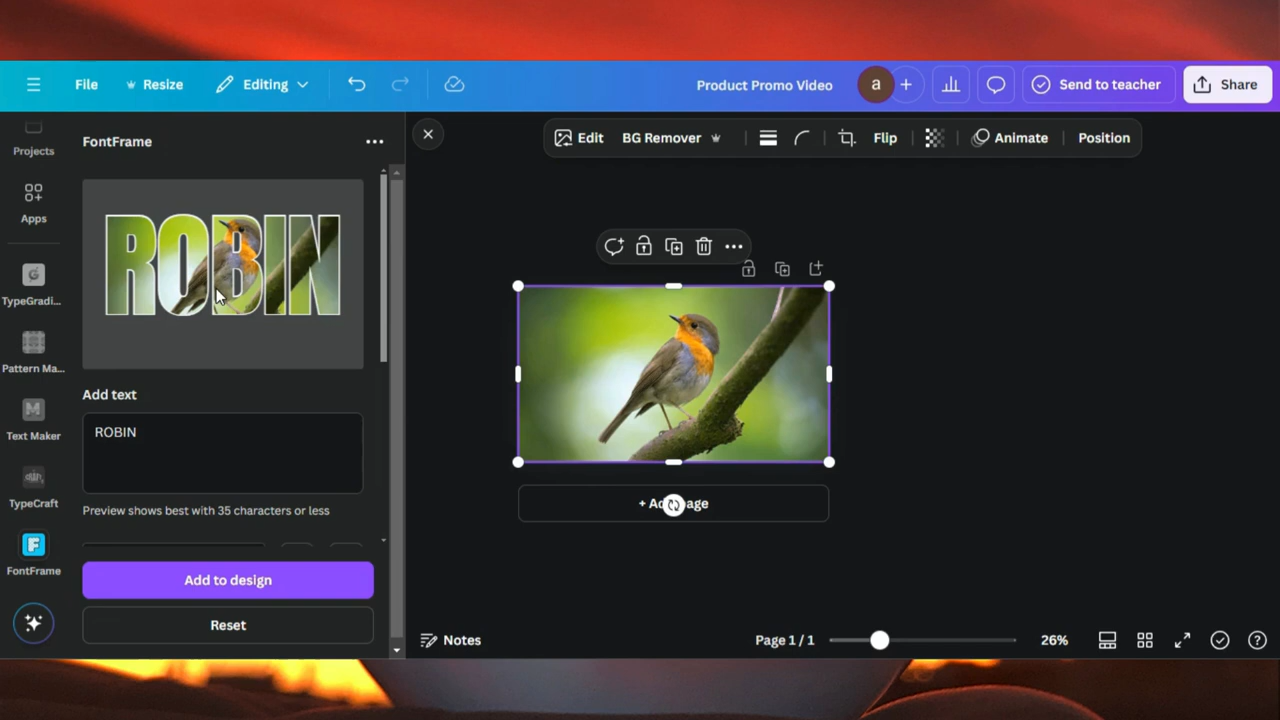 File Resize Editing Product Promo Video a Send to teacher Share
Projects
Apps
TypeGradi...
Pattern Ma...
M
Text Maker
TypeCraft
F
FontFrame
FontFrame
ROBIN
Add text
ROBIN
Preview shows best with 35 characters or less
Add to design
Reset
Edit BG Remover Flip Animate Position
+ Ad age
Notes Page 1 / 1 26%